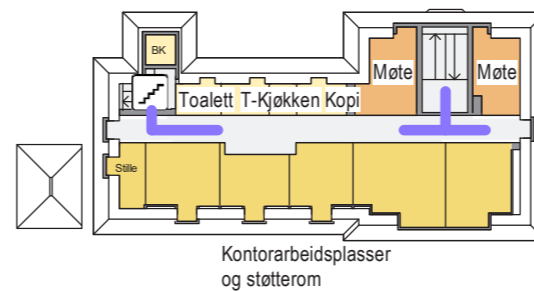 BK
Møte
Møte
Toalett T-Kjøkken Kopi
Stille
Kontorarbeidsplasser
og støtterom